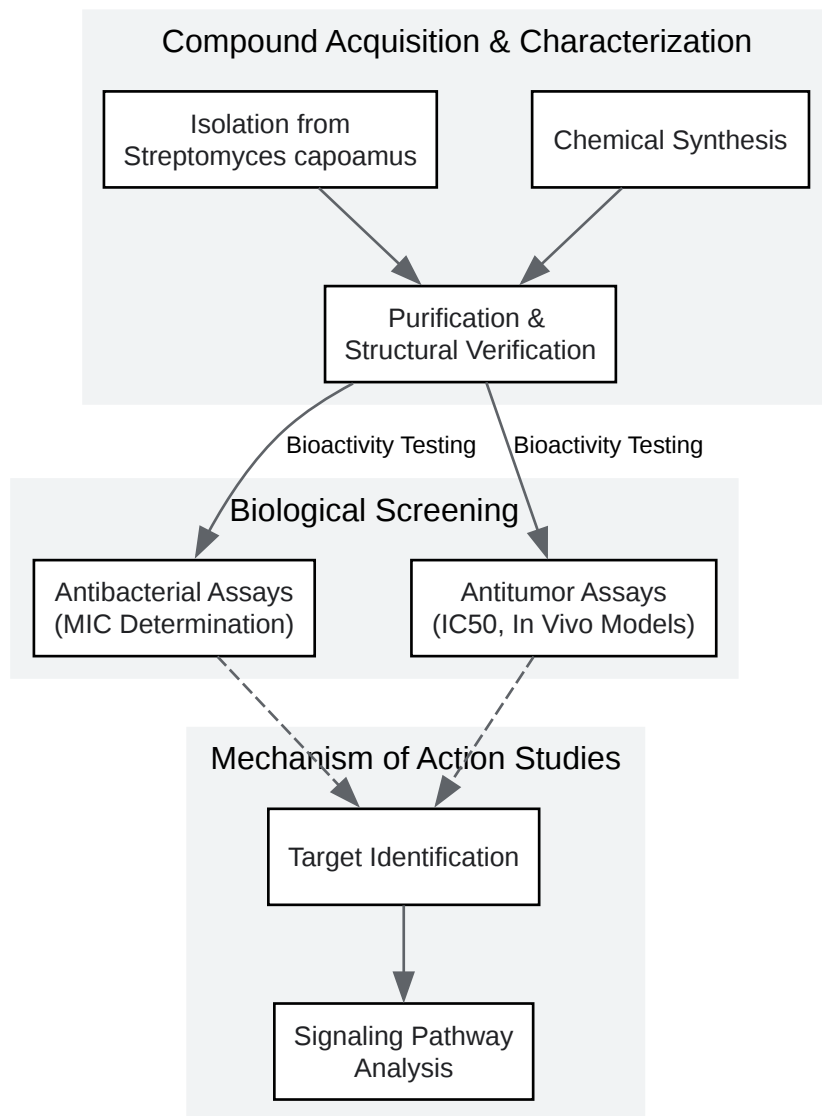 Compound Acquisition & Characterization
Isolation from
Streptomyces capoamus
Chemical Synthesis
Purification &
Structural Verification
Bioactivity Testing
Bioactivity Testing
Biological Screening
Antibacterial Assays
(MIC Determination)
Antitumor Assays
(IC50, In Vivo Models)
Mechanism of Action Studies
Target Identification
Signaling Pathway
Analysis